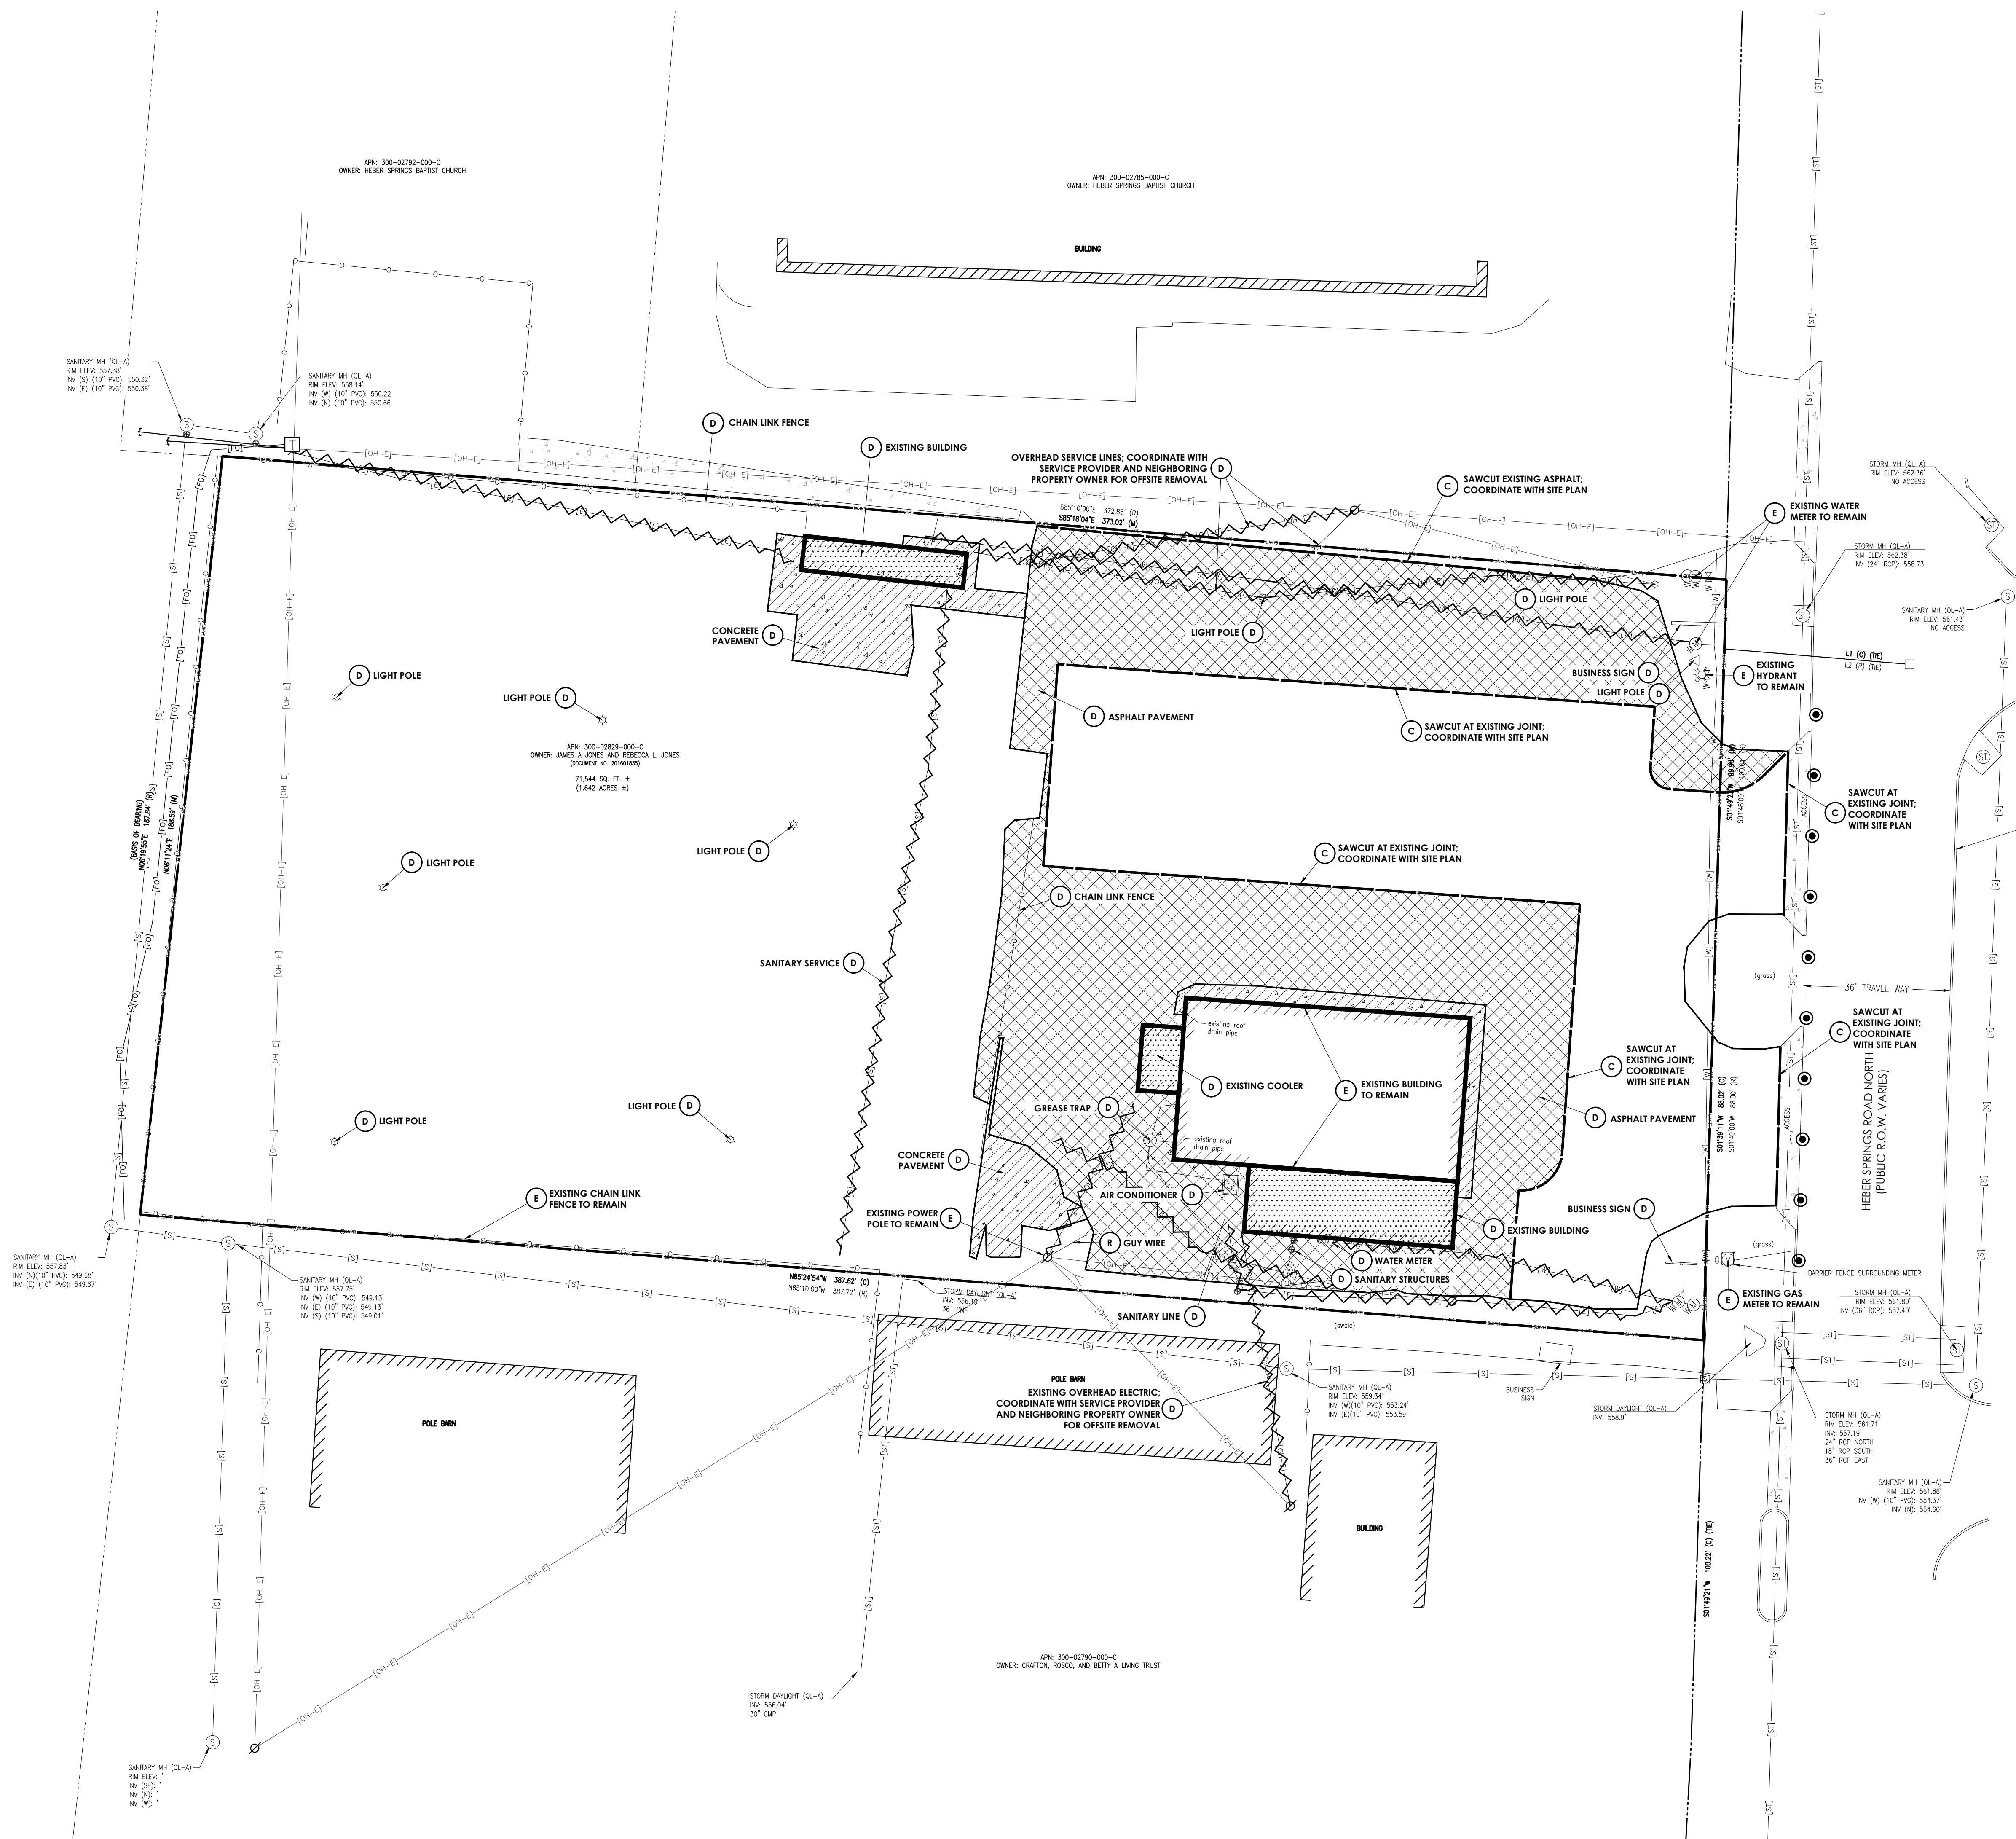 APN: 300-02792-000-C
OWNER: HEBER SPRINGS BAPTIST CHURCH
APN: 300-02785-000-C
OWNER: HEBER SPRINGS BAPTIST CHURCH
BUILDING
SANITARY MH (QL-A)
RIM ELEV: 557.38'
INV (S) (10" PVC): 550.32'
INV (E) (10" PVC): 550.38'
SANITARY MH (QL-A)
RIM ELEV: 558.14'
INV (W) (10" PVC): 550.22
INV (N) (10" PVC): 550.66
D CHAIN LINK FENCE
D EXISTING BUILDING
OVERHEAD SERVICE LINES; COORDINATE WITH
SERVICE PROVIDER AND NEIGHBORING
PROPERTY OWNER FOR OFFSITE REMOVAL
D
C
SAWCUT EXISTING ASPHALT;
COORDINATE WITH SITE PLAN
E
EXISTING WATER
METER TO REMAIN
STORM MH (QL-A)
RIM ELEV: 562.36'
NO ACCESS
STORM MH (QL-A)
RIM ELEV: 562.38'
INV (24" RCP): 558.73'
SANITARY MH (QL-A)
RIM ELEV: 561.43'
NO ACCESS
S85°10'00"E 372.86' (R)
S85°18'04"E 373.02' (M)
D LIGHT POLE
LIGHT POLE D
CONCRETE
PAVEMENT
D
L1 (C) (TIE)
L2 (R) (TIE)
BUSINESS SIGN D
LIGHT POLE D
E
EXISTING
HYDRANT
TO REMAIN
D LIGHT POLE
LIGHT POLE D
D ASPHALT PAVEMENT
C
SAWCUT AT EXISTING JOINT;
COORDINATE WITH SITE PLAN
APN: 300-02829-000-C
OWNER: JAMES A JONES AND REBECCA L. JONES
(DOCUMENT NO. 201601835)
71,544 SQ. FT. ±
(1.642 ACRES ±)
(BASIS OF BEARING)
N06°19'55"E 187.84' (R)
N06°11'24"E 188.59' (M)
S01°49'22"W 99.99' (M)
ACCESS
C
SAWCUT AT
EXISTING JOINT;
COORDINATE
WITH SITE PLAN
LIGHT POLE D
D LIGHT POLE
C
SAWCUT AT EXISTING JOINT;
COORDINATE WITH SITE PLAN
D CHAIN LINK FENCE
SANITARY SERVICE D
(grass)
36' TRAVEL WAY
existing roof
drain pipe
C
SAWCUT AT
EXISTING JOINT;
COORDINATE
WITH SITE PLAN
HEBER SPRINGS ROAD NORTH
(PUBLIC R.O.W. VARIES)
D EXISTING COOLER
E
EXISTING BUILDING
TO REMAIN
C
SAWCUT AT
EXISTING JOINT;
COORDINATE
WITH SITE PLAN
GREASE TRAP D
D ASPHALT PAVEMENT
S01°39'11"W 88.02' (C)
S01°49'00"W 88.00' (R)
ACCESS
LIGHT POLE D
D LIGHT POLE
existing roof
drain pipe
CONCRETE
PAVEMENT
D
AIR CONDITIONER D
AC
E
EXISTING CHAIN LINK
FENCE TO REMAIN
EXISTING POWER
POLE TO REMAIN
E
BUSINESS SIGN D
D EXISTING BUILDING
R GUY WIRE
(grass)
D WATER METER
D SANITARY STRUCTURES
BARRIER FENCE SURROUNDING METER
E
EXISTING GAS
METER TO REMAIN
STORM MH (QL-A)
RIM ELEV: 561.80'
INV (36" RCP): 557.40'
SANITARY MH (QL-A)
RIM ELEV: 557.83'
INV (N)(10" PVC): 549.68'
INV (E) (10" PVC): 549.67'
SANITARY MH (QL-A)
RIM ELEV: 557.75'
INV (W) (10" PVC): 549.13'
INV (E) (10" PVC): 549.13'
INV (S) (10" PVC): 549.01'
N85°24'54"W 387.62' (C)
N85°10'00"W 387.72' (R)
STORM DAYLIGHT (QL-A)
INV: 556.19'
36" CMP
SANITARY LINE D
(swale)
POLE BARN
EXISTING OVERHEAD ELECTRIC;
COORDINATE WITH SERVICE PROVIDER
AND NEIGHBORING PROPERTY OWNER
FOR OFFSITE REMOVAL
D
SANITARY MH (QL-A)
RIM ELEV: 559.34'
INV (W)(10" PVC): 553.24'
INV (E)(10" PVC): 553.59'
BUSINESS
SIGN
STORM DAYLIGHT (QL-A)
INV: 558.9'
STORM MH (QL-A)
RIM ELEV: 561.71'
INV: 557.19'
24" RCP NORTH
18" RCP SOUTH
36" RCP EAST
SANITARY MH (QL-A)
RIM ELEV: 561.86'
INV (W) (10" PVC): 554.37'
INV (N): 554.60'
POLE BARN
BUILDING
S01°49'21"W 100.22' (C) (TIE)
APN: 300-02790-000-C
OWNER: CRAFTON, ROSCO, AND BETTY A LIVING TRUST
STORM DAYLIGHT (QL-A)
INV: 556.04'
30" CMP
SANITARY MH (QL-A)
RIM ELEV: '
INV (SE): '
INV (N): '
INV (W): '